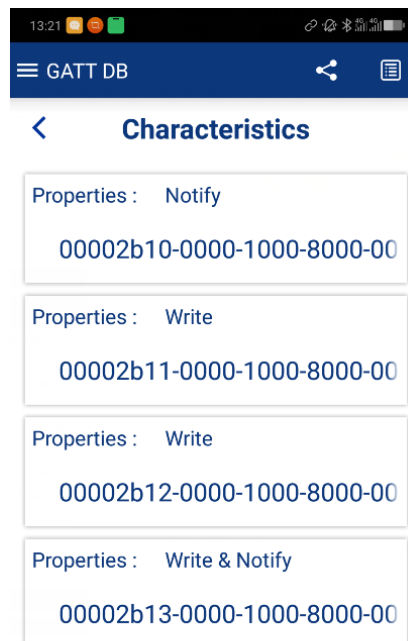 13:21
GATT DB
Characteristics
Properties : Notify
00002b10-0000-1000-8000-00
Properties : Write
00002b11-0000-1000-8000-00
Properties : Write
00002b12-0000-1000-8000-00
Properties : Write & Notify
00002b13-0000-1000-8000-00